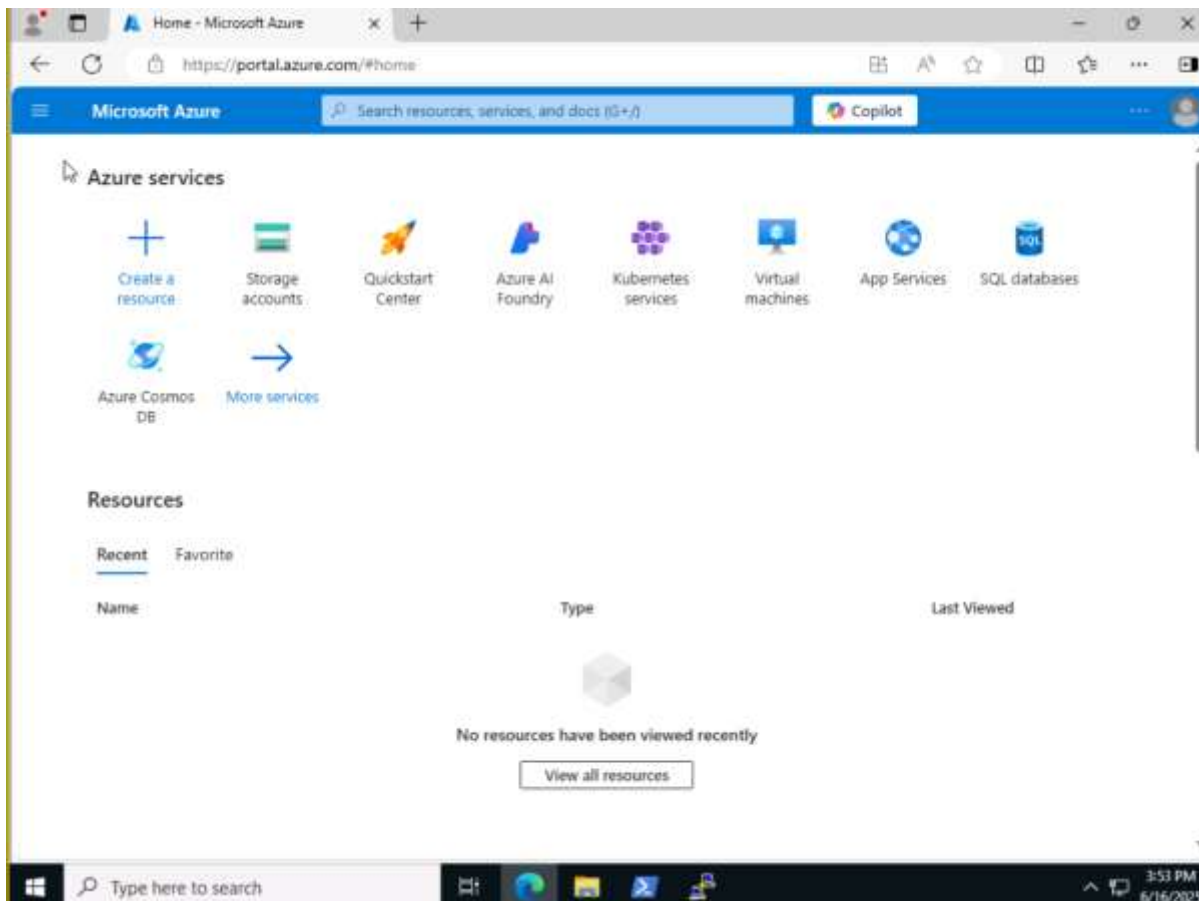 Home - Microsoft Azure
https://portal.azure.com/#home
Microsoft Azure
Search resources, services, and docs (G+/)
Copilot
Azure services
Create a resource
Storage accounts
Quickstart Center
Azure AI Foundry
Kubernetes services
Virtual machines
App Services
SQL databases
SQL
Azure Cosmos DB
More services
Resources
Recent Favorite
Name Type Last Viewed
No resources have been viewed recently
View all resources
Type here to search
3:53 PM